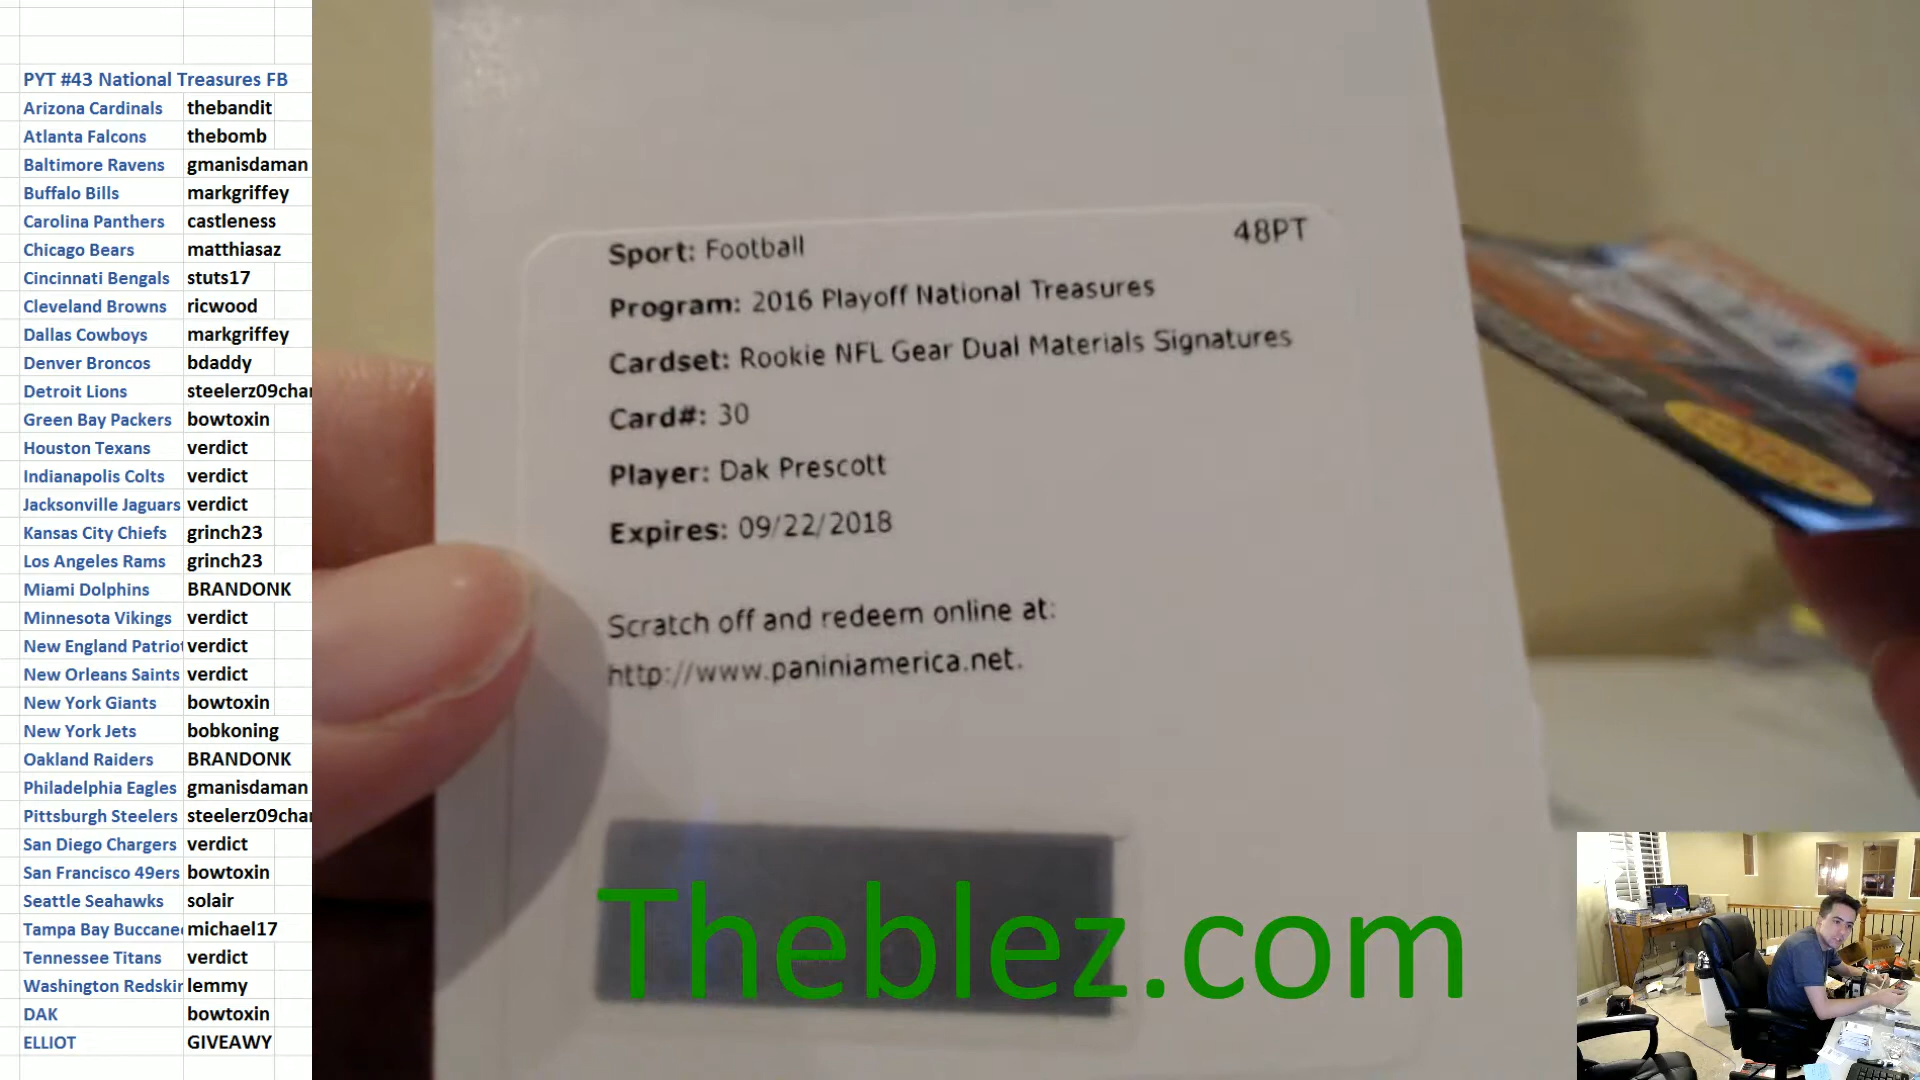 PYT #43 National Treasures FB
Arizona Cardinals thebandit
Atlanta Falcons thebomb
Baltimore Ravens gmanisdaman
Buffalo Bills markgriffey
Carolina Panthers castleness
Chicago Bears matthiasaz
Cincinnati Bengals stuts17
Cleveland Browns ricwood
Dallas Cowboys markgriffey
Denver Broncos bdaddy
Detroit Lions steelerz09char
Green Bay Packers bowtoxin
Houston Texans verdict
Indianapolis Colts verdict
Jacksonville Jaguars verdict
Kansas City Chiefs grinch23
Los Angeles Rams grinch23
Miami Dolphins BRANDONK
Minnesota Vikings verdict
New England Patriot verdict
New Orleans Saints verdict
New York Giants bowtoxin
New York Jets bobkoning
Oakland Raiders BRANDONK
Philadelphia Eagles gmanisdaman
Pittsburgh Steelers steelerz09char
San Diego Chargers verdict
San Francisco 49ers bowtoxin
Seattle Seahawks solair
Tampa Bay Buccanee michael17
Tennessee Titans verdict
Washington Redskin lemmy
DAK bowtoxin
ELLIOT GIVEAWY
48PT
Sport: Football
Program: 2016 Playoff National Treasures
Cardset: Rookie NFL Gear Dual Materials Signatures
Card#: 30
Player: Dak Prescott
Expires: 09/22/2018
Scratch off and redeem online at:
http://www.paniniamerica.net.
Theblez.com